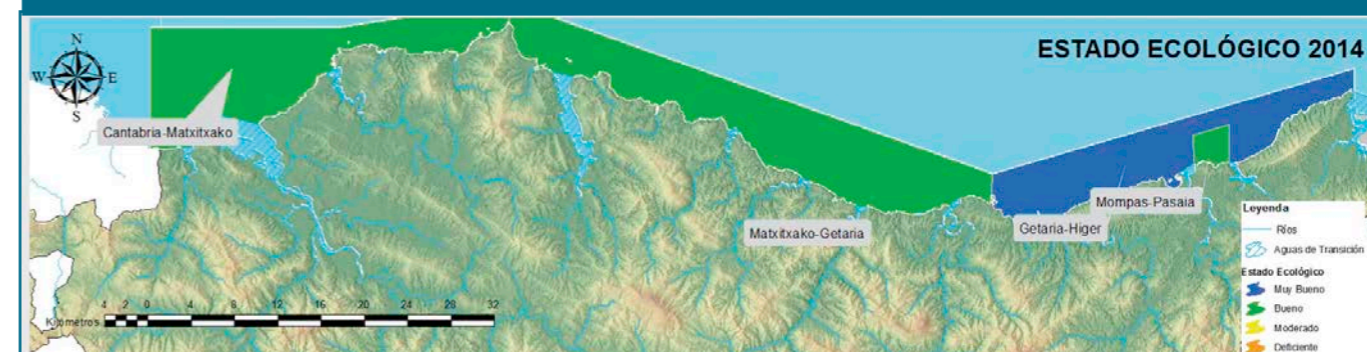 ESTADO ECOLÓGICO 2014
N
W
E
S
Cantabria-Matxitxako
Matxitxako-Getaria
Getaria-Higer
Mompas-Pasaia
4 2 0 4 8 12 16 20 24 28 32
Kilómetros
Leyenda
Ríos
Aguas de Transición
Estado Ecológico
Muy Bueno
Bueno
Moderado
Deficiente